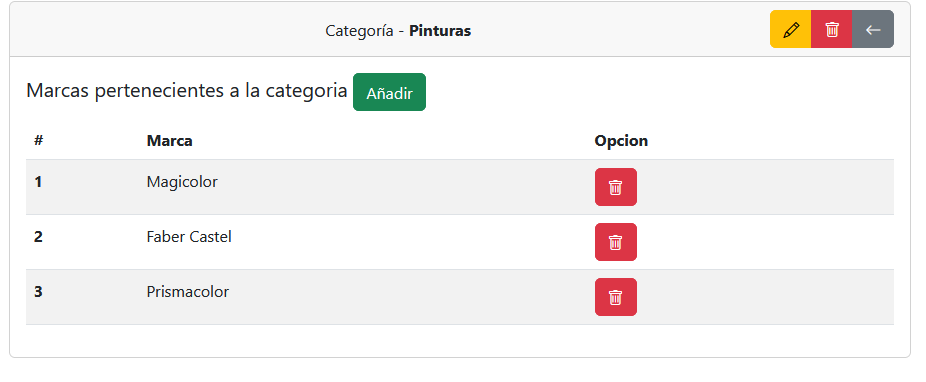 Categoría - Pinturas
Marcas pertenecientes a la categoria Añadir
# Marca Opcion
1 Magicolor
2 Faber Castel
3 Prismacolor